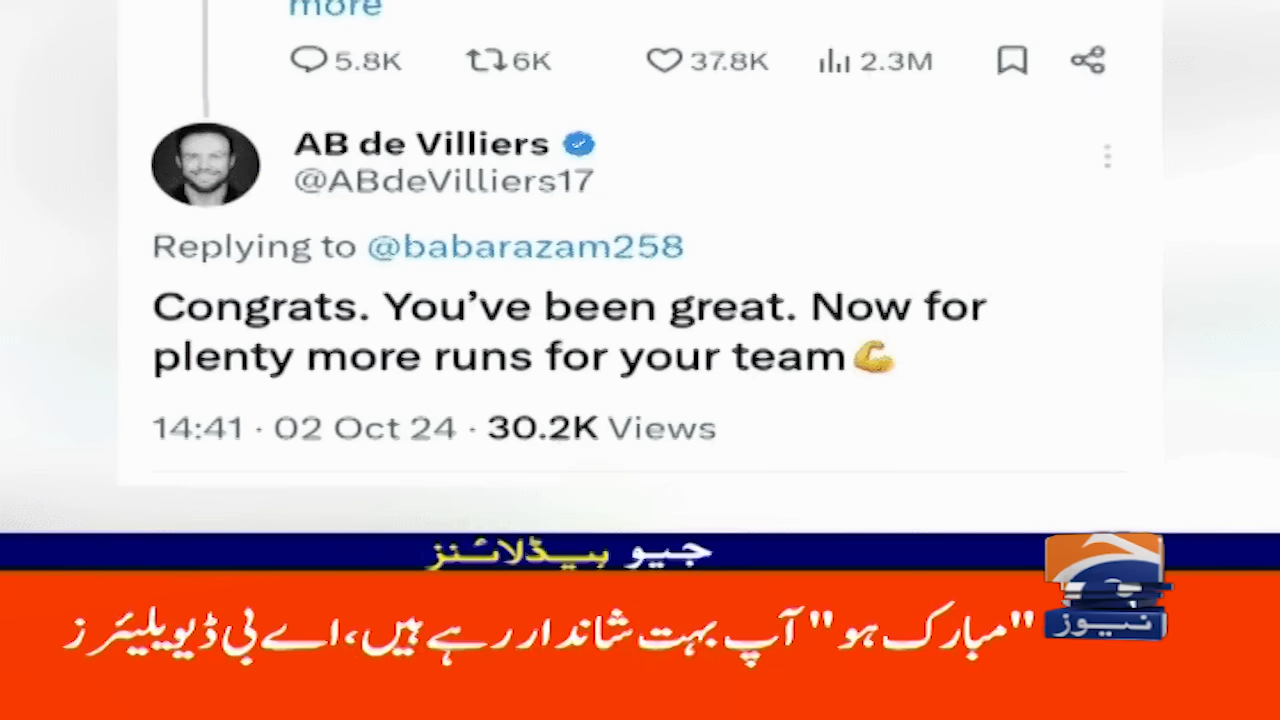 more
5.8K 6K 37.8K 2.3M
AB de Villiers
@ABdeVilliers17
Replying to @babarazam258
Congrats. You’ve been great. Now for
plenty more runs for your team💪
14:41 · 02 Oct 24 · 30.2K Views
جیو ہیڈلائنز
"مبارک ہو" آپ بہت شاندار رہے ہیں، اے بی ڈیویلیئرز
نیوز